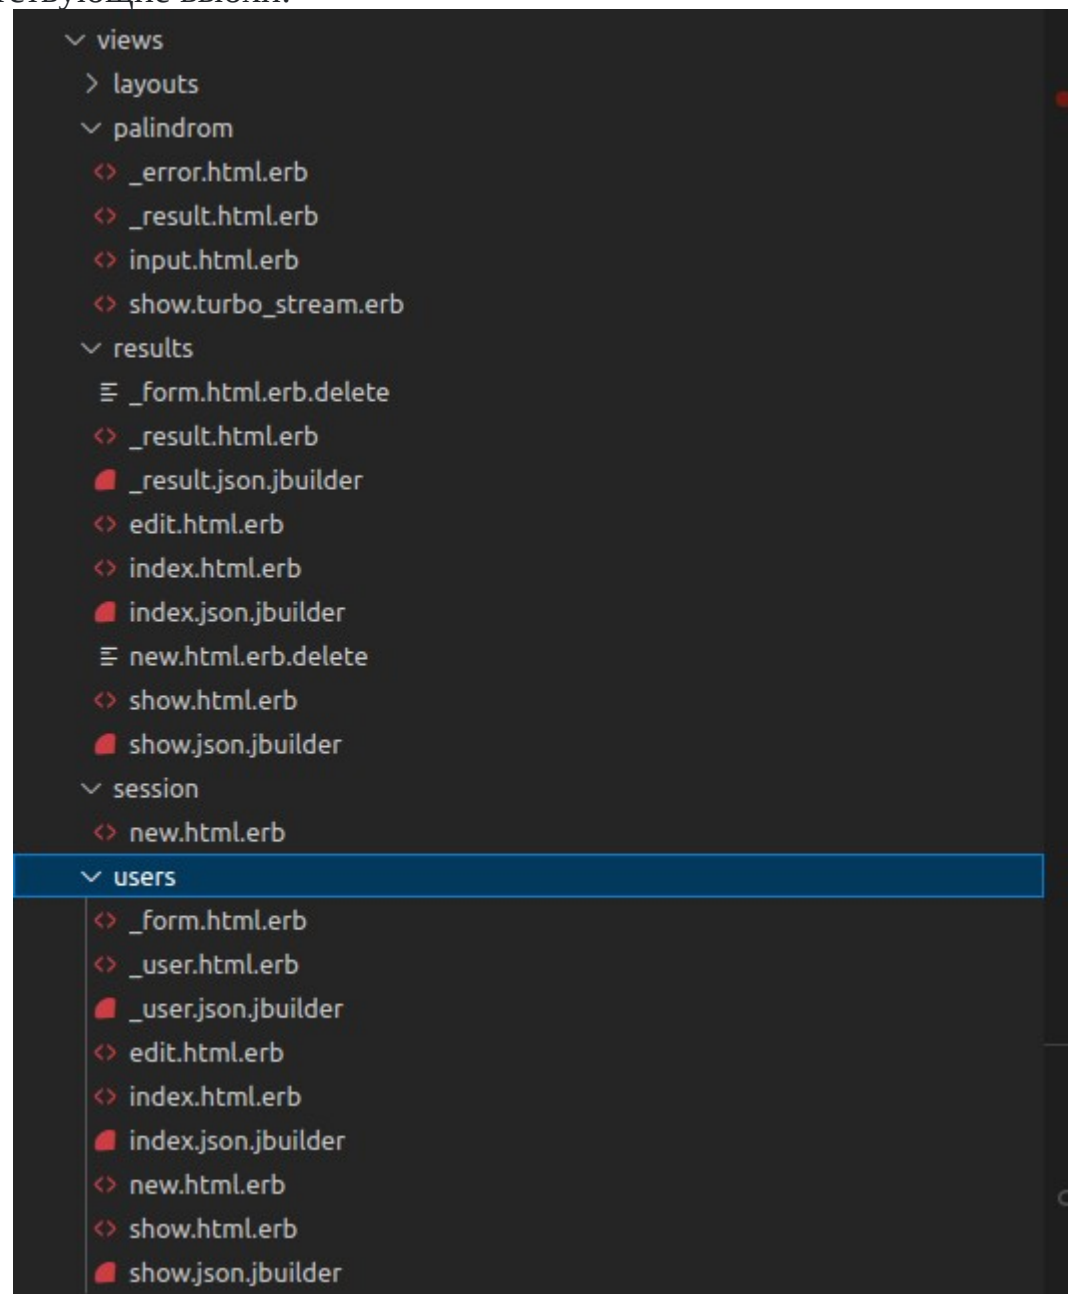 views
layouts
palindrom
_error.html.erb
_result.html.erb
input.html.erb
show.turbo_stream.erb
results
_form.html.erb.delete
_result.html.erb
_result.json.jbuilder
edit.html.erb
index.html.erb
index.json.jbuilder
new.html.erb.delete
show.html.erb
show.json.jbuilder
session
new.html.erb
users
_form.html.erb
_user.html.erb
_user.json.jbuilder
edit.html.erb
index.html.erb
index.json.jbuilder
new.html.erb
show.html.erb
show.json.jbuilder